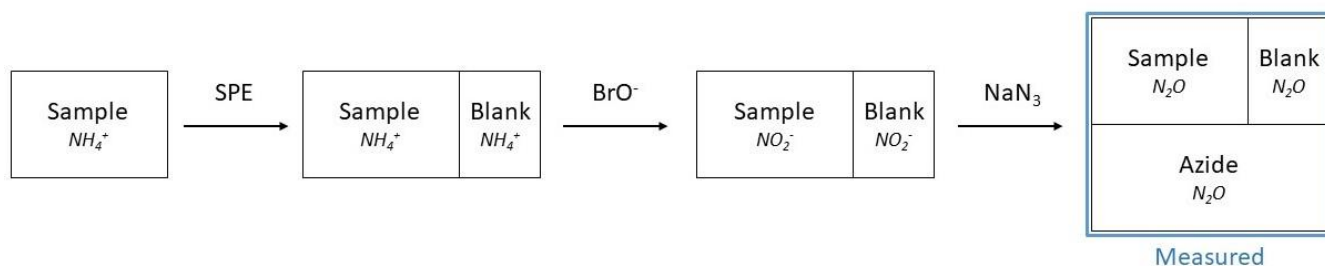 Sample
NH₄⁺
SPE
Sample
NH₄⁺
Blank
NH₄⁺
BrO⁻
Sample
NO₂⁻
Blank
NO₂⁻
NaN₃
Sample
N₂O
Blank
N₂O
Azide
N₂O
Measured